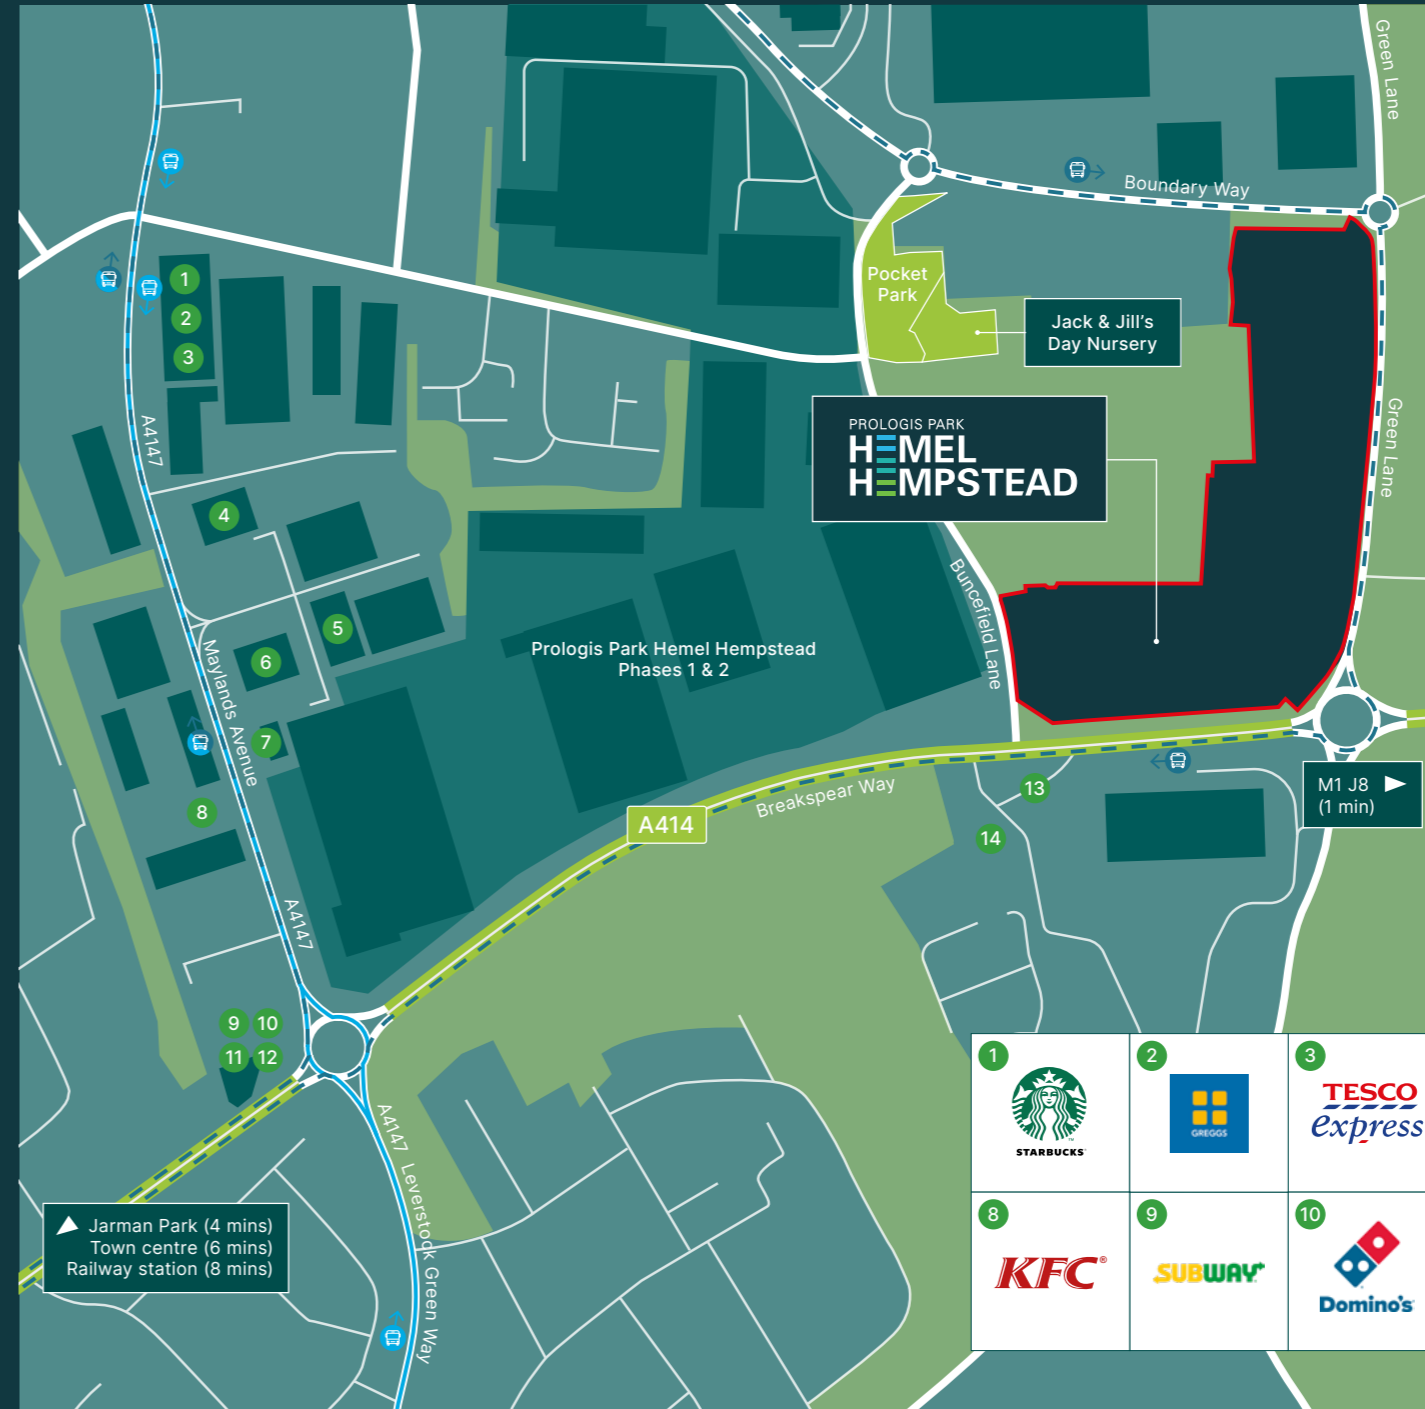 Green Lane
Boundary Way
Pocket
Park
Jack & Jill's
Day Nursery
1
2
3
PROLOGIS PARK
HEMEL
HEMPSTEAD
Green Lane
A4147
4
Buncefield Lane
5
6
Prologis Park Hemel Hempstead
Phases 1 & 2
Maylands Avenue
7
8
A414
Breakspear Way
13
14
M1 J8
(1 min)
A4147
9
10
11
12
A4147 Leverstock Green Way
Jarman Park (4 mins)
Town centre (6 mins)
Railway station (8 mins)
1
STARBUCKS
2
GREGGS
3
TESCO
express
8
KFC®
9
SUBWAY
10
Domino's